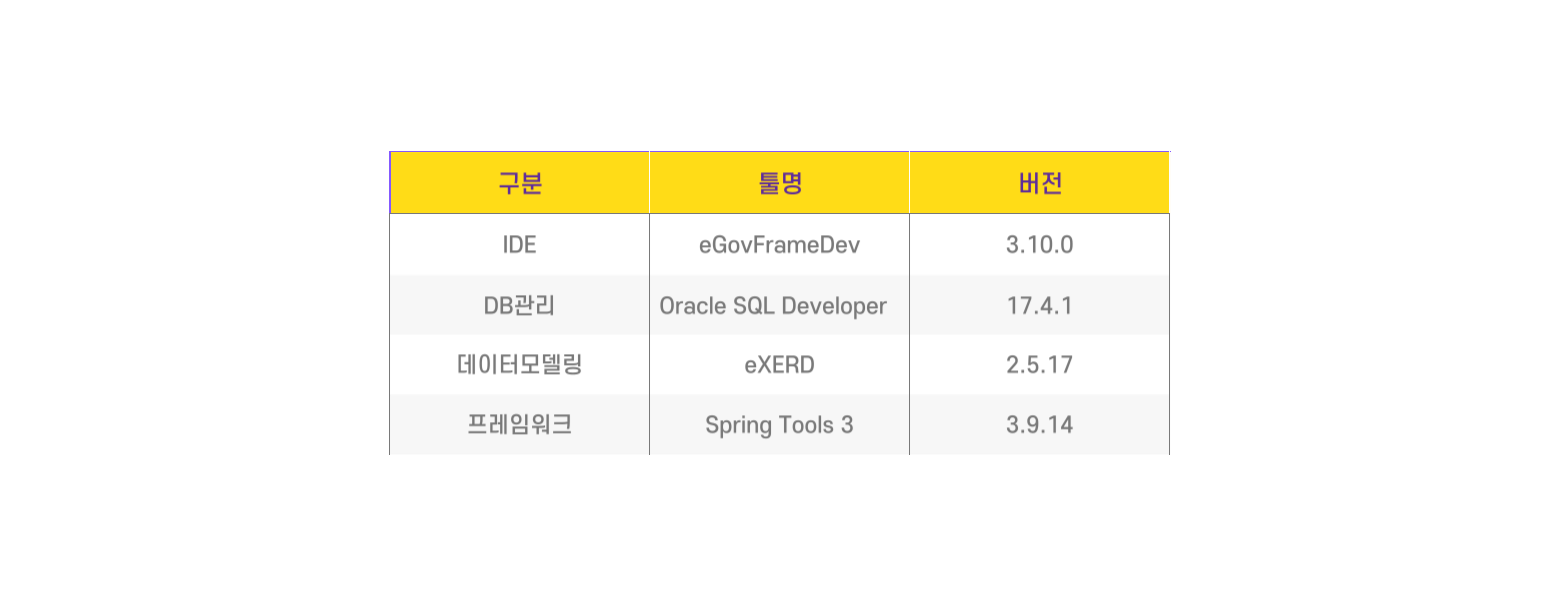 구분 툴명 버전
IDE eGovFrameDev 3.10.0
DB관리 Oracle SQL Developer 17.4.1
데이터모델링 eXERD 2.5.17
프레임워크 Spring Tools 3 3.9.14